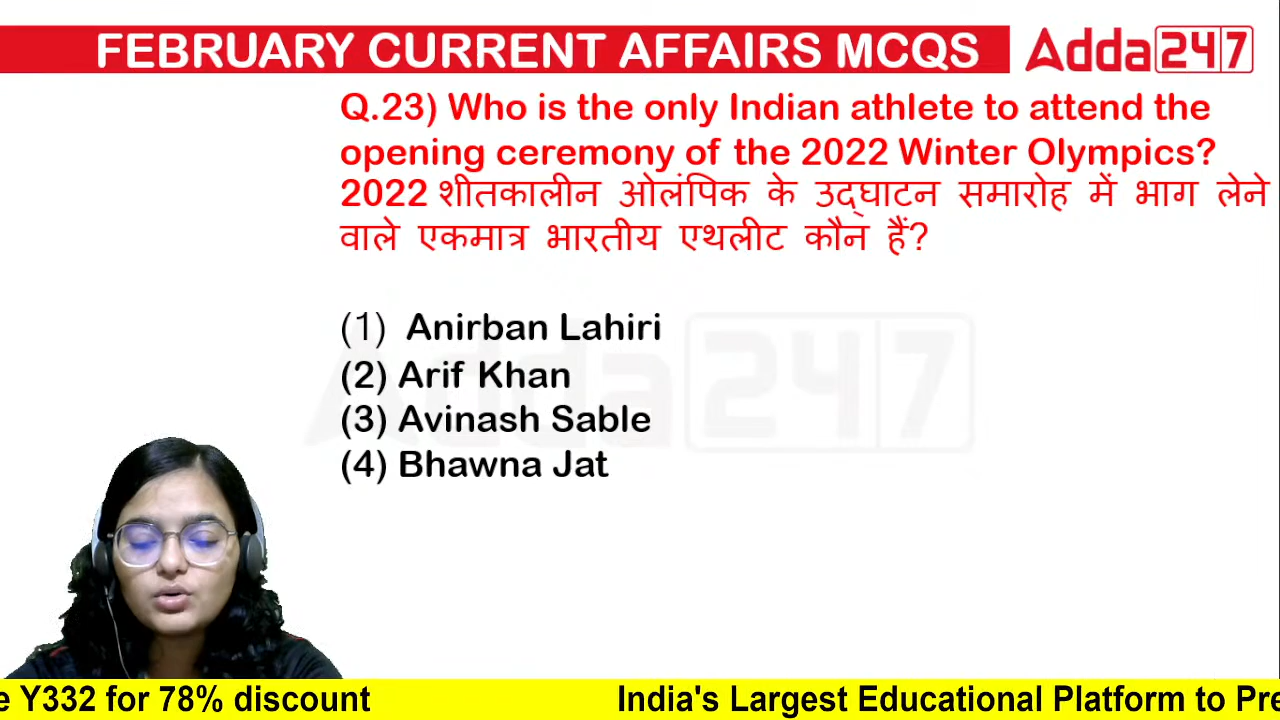 FEBRUARY CURRENT AFFAIRS MCQS
Adda247
Q.23) Who is the only Indian athlete to attend the
opening ceremony of the 2022 Winter Olympics?
2022 शीतकालीन ओलंपिक के उद्घाटन समारोह में भाग लेने
वाले एकमात्र भारतीय एथलीट कौन हैं?
(1) Anirban Lahiri
(2) Arif Khan
(3) Avinash Sable
(4) Bhawna Jat
Adda247
e Y332 for 78% discount
India's Largest Educational Platform to Pre